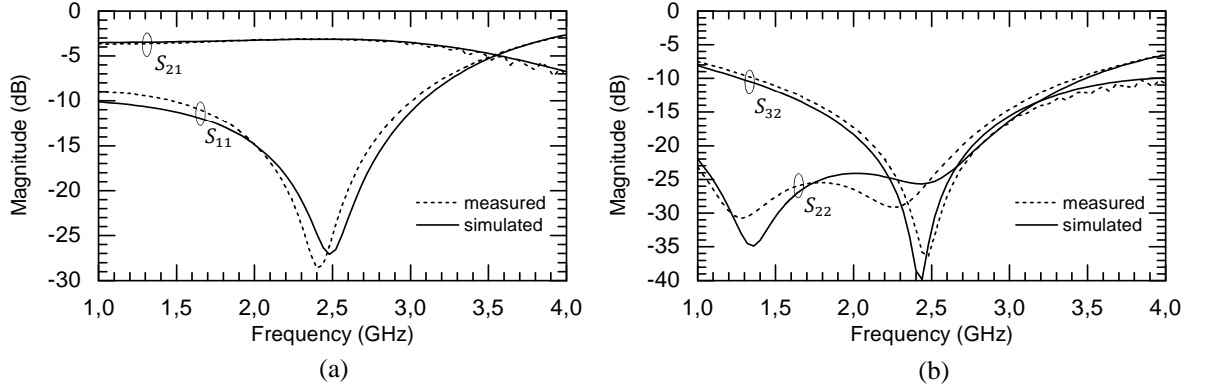 0
-5
-10
-15
-20
-25
-30
Magnitude (dB)
S21
S11
measured
simulated
1,0 1,5 2,0 2,5 3,0 3,5 4,0
Frequency (GHz)
(a)
0
-5
-10
-15
-20
-25
-30
-35
-40
Magnitude (dB)
S32
S22
measured
simulated
1,0 1,5 2,0 2,5 3,0 3,5 4,0
Frequency (GHz)
(b)